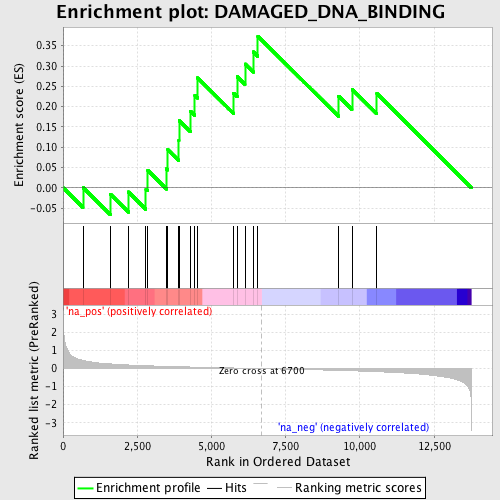 Enrichment plot: DAMAGED_DNA_BINDING
Enrichment score (ES)
0.35
0.30
0.25
0.20
0.15
0.10
0.05
0.00
-0.05
'na_pos' (positively correlated)
Ranked list metric (PreRanked)
3
2
1
0
-1
-2
-3
Zero cross at 6700
'na_neg' (negatively correlated)
0
2,500
5,000
7,500
10,000
12,500
Rank in Ordered Dataset
Enrichment profile
Hits
Ranking metric scores